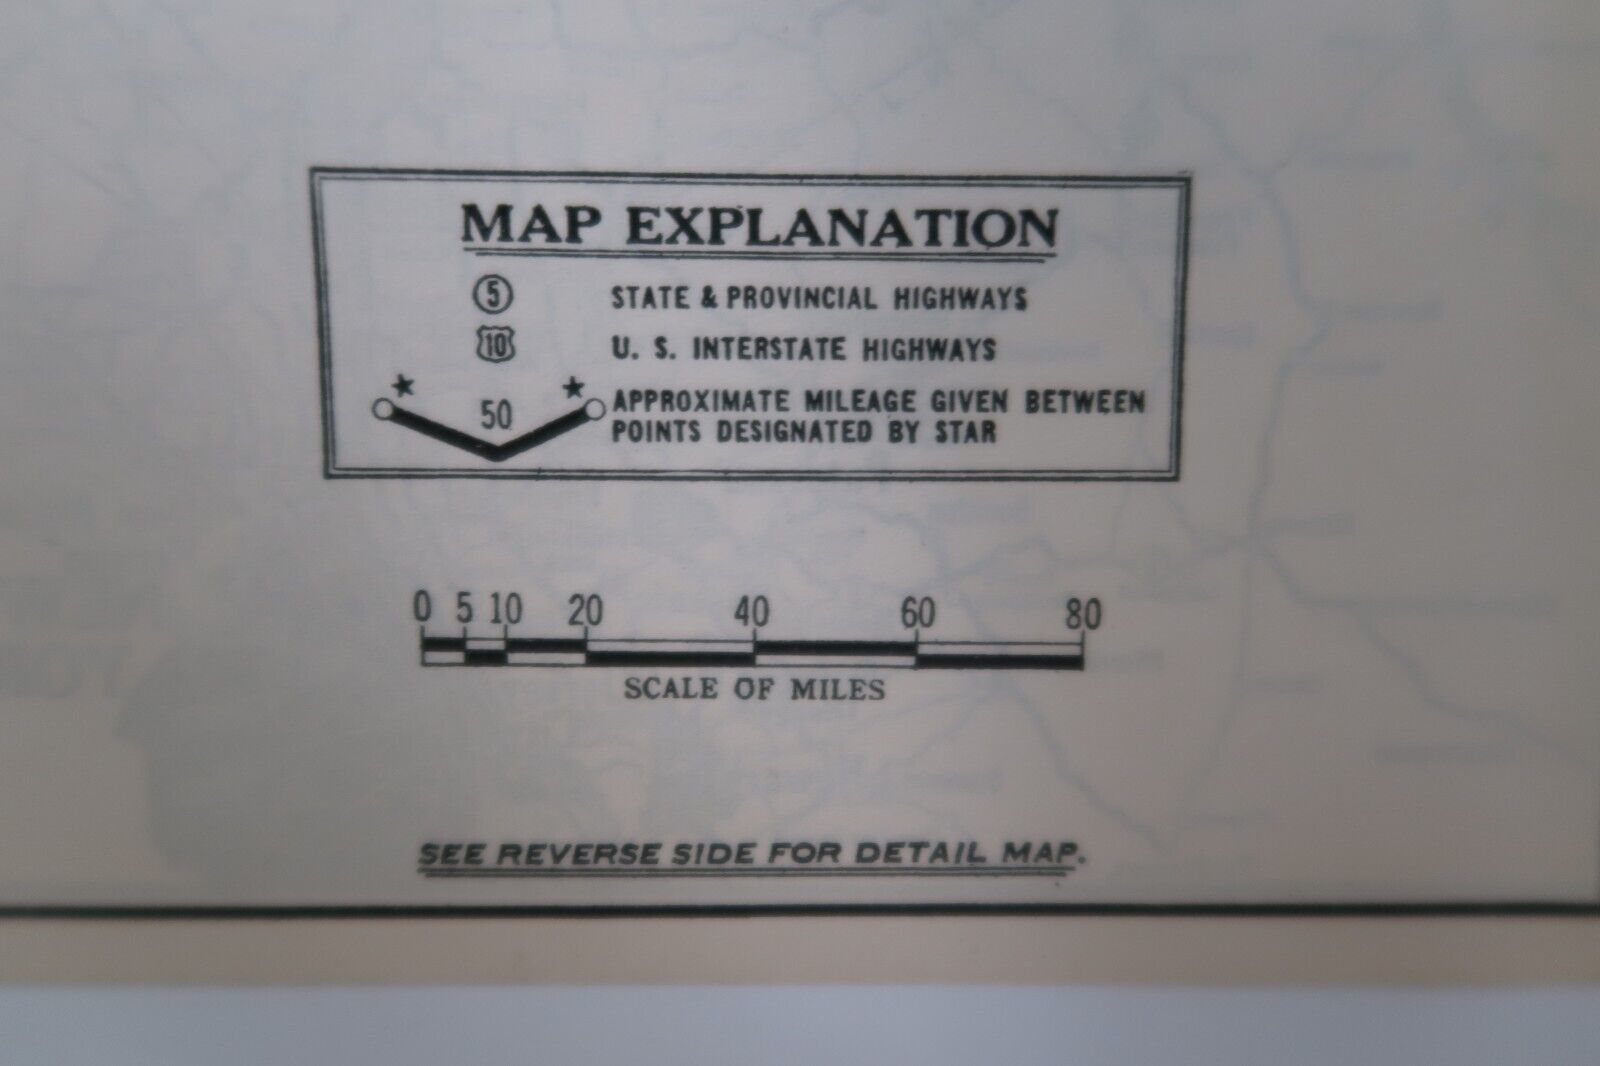 MAP EXPLANATION
5 STATE & PROVINCIAL HIGHWAYS
10 U. S. INTERSTATE HIGHWAYS
50 APPROXIMATE MILEAGE GIVEN BETWEEN
POINTS DESIGNATED BY STAR
0 5 10 20 40 60 80
SCALE OF MILES
SEE REVERSE SIDE FOR DETAIL MAP.